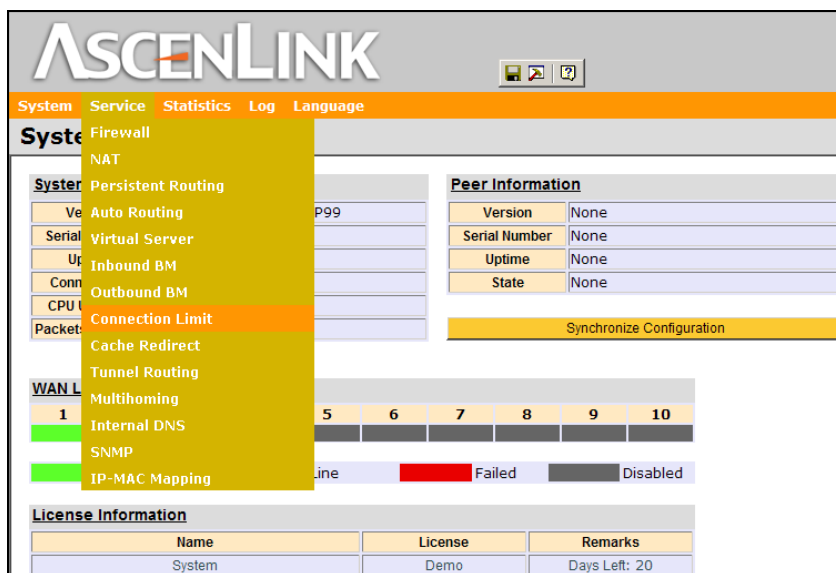 ASCENLINK
System Service Statistics Log Language
Syste
Firewall
NAT
Persistent Routing
Auto Routing
Virtual Server
Inbound BM
Outbound BM
Connection Limit
Cache Redirect
Tunnel Routing
Multihoming
Internal DNS
SNMP
IP-MAC Mapping
System
Ve P99
Serial
Up
Conn
CPU U
Packets
Peer Information
Version None
Serial Number None
Uptime None
State None
Synchronize Configuration
WAN L
1 5 6 7 8 9 10
Line Failed Disabled
License Information
Name License Remarks
System Demo Days Left: 20